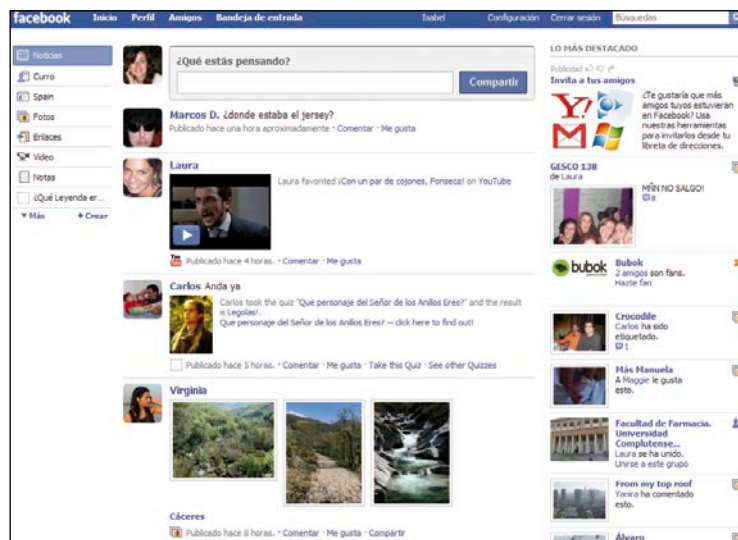 facebook Inicio Perfil Amigos Bandeja de entrada Isabel Configuración Cerrar sesión Búsquedas
Noticias
Curro
Spain
Fotos
Enlaces
Video
Notas
¿Qué Leyenda er...
Más + Crear
¿Qué estás pensando?
Compartir
Marcos D. ¿donde estaba el jersey?
Publicado hace una hora aproximadamente · Comentar · Me gusta
Laura
Laura favorited ¡Con un par de cojones, Fonseca! on YouTube
You Tube Publicado hace 4 horas. · Comentar · Me gusta
Carlos Anda ya
Carlos took the quiz "Que personaje del Señor de los Anillos Eres?" and the result
is Legolas!.
Que personaje del Señor de los Anillos Eres? — click here to find out!
Publicado hace 5 horas. · Comentar · Me gusta · Take this Quiz · See other Quizzes
Virginia
Cáceres
Publicado hace 8 horas. · Comentar · Me gusta · Compartir
LO MÁS DESTACADO
Publicidad
Invita a tus amigos
Y!
¿Te gustaría que más
amigos tuyos estuvieran
en Facebook? Usa
nuestras herramientas
para invitarlos desde tu
libreta de direcciones.
GESCO 138
de Laura
NO SALGO!
8
bubok
Bubok
2 amigos son fans.
Hazte fan
Crocodile
Carlos ha sido
etiquetado.
1
Más Manuela
A Maggie le gusta
esto.
Facultad de Farmacia.
Universidad
Complutense...
Laura se ha unido.
Unirse a este grupo
From my top roof
Yanira ha comentado
esto.
Álvaro